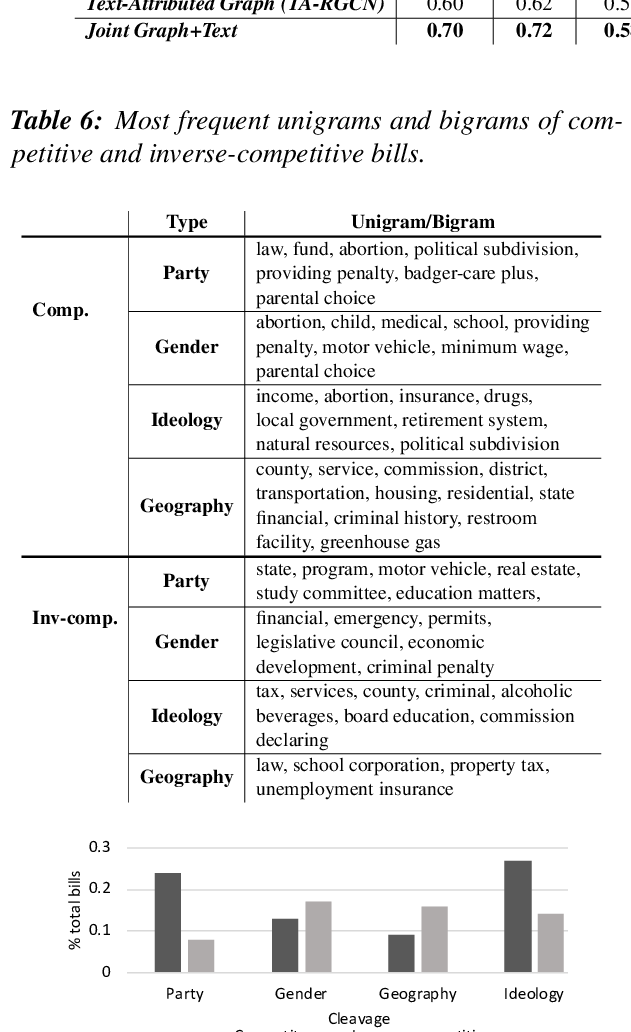 Text-Attributed Graph (TA-RGCN) 0.60 0.62 0.5
Joint Graph+Text 0.70 0.72
Table 6: Most frequent unigrams and bigrams of com-
petitive and inverse-competitive bills.
Type Unigram/Bigram
Comp.
Party
law, fund, abortion, political subdivision,
providing penalty, badger-care plus,
parental choice
Gender
abortion, child, medical, school, providing
penalty, motor vehicle, minimum wage,
parental choice
Ideology
income, abortion, insurance, drugs,
local government, retirement system,
natural resources, political subdivision
Geography
county, service, commission, district,
transportation, housing, residential, state
financial, criminal history, restroom
facility, greenhouse gas
Inv-comp.
Party
state, program, motor vehicle, real estate,
study committee, education matters,
Gender
financial, emergency, permits,
legislative council, economic
development, criminal penalty
Ideology
tax, services, county, criminal, alcoholic
beverages, board education, commission
declaring
Geography
law, school corporation, property tax,
unemployment insurance
% total bills
0.3
0.2
0.1
0
Party Gender Geography Ideology
Cleavage